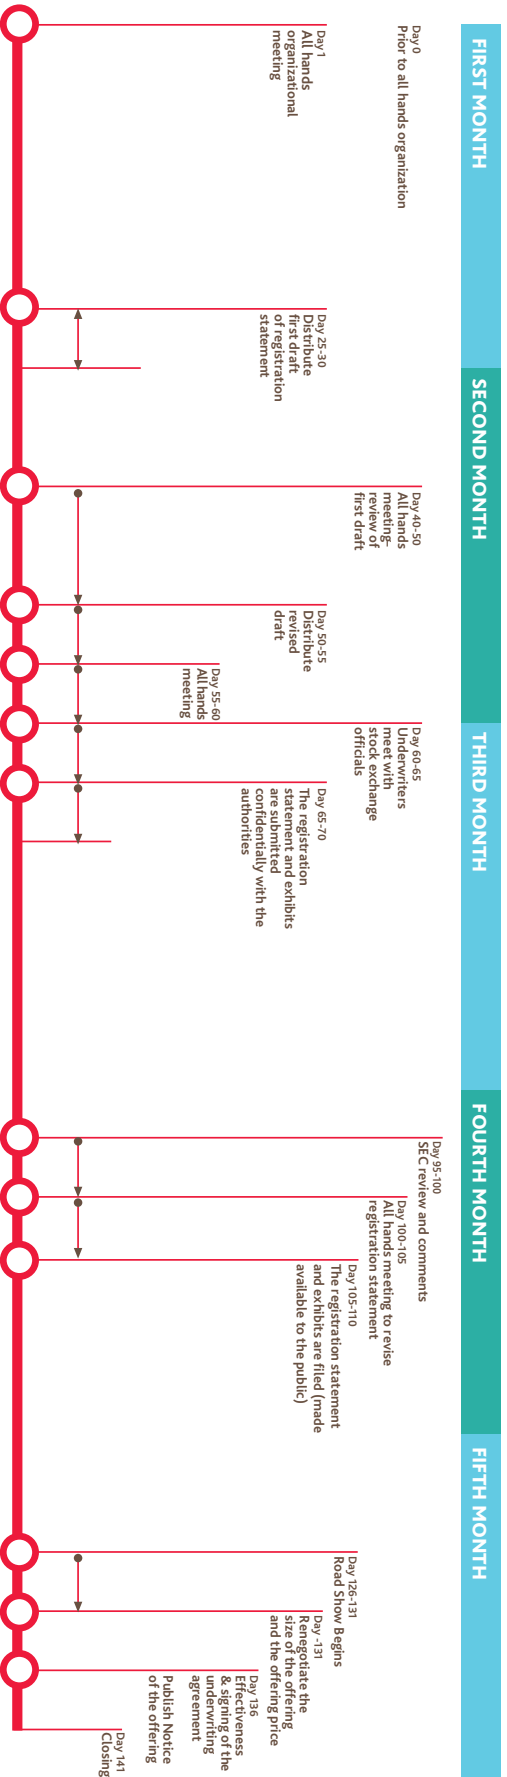 FIRST MONTH
Day 0
Prior to all hands organization
Day 1
All hands
organizational
meeting
Day 25-30
Distribute
first draft
of registration
statement
SECOND MONTH
Day 40-50
All hands
meeting–
review of
first draft
Day 50-55
Distribute
revised
draft
Day 55-60
All hands
meeting
THIRD MONTH
Day 60-65
Underwriters
meet with
stock exchange
officials
Day 65-70
The registration
statement and exhibits
are submitted
confidentially with the
authorities
FOURTH MONTH
Day 95-100
SEC review and comments
Day 100-105
All hands meeting to revise
registration statement
Day 105-110
The registration statement
and exhibits are filed (made
available to the public)
FIFTH MONTH
Day 126-131
Road Show Begins
Day -131
Renegotiate the
size of the offering
and the offering price
Day 136
Effectiveness
& signing of the
underwriting
agreement
Publish Notice
of the offering
Day 141
Closing